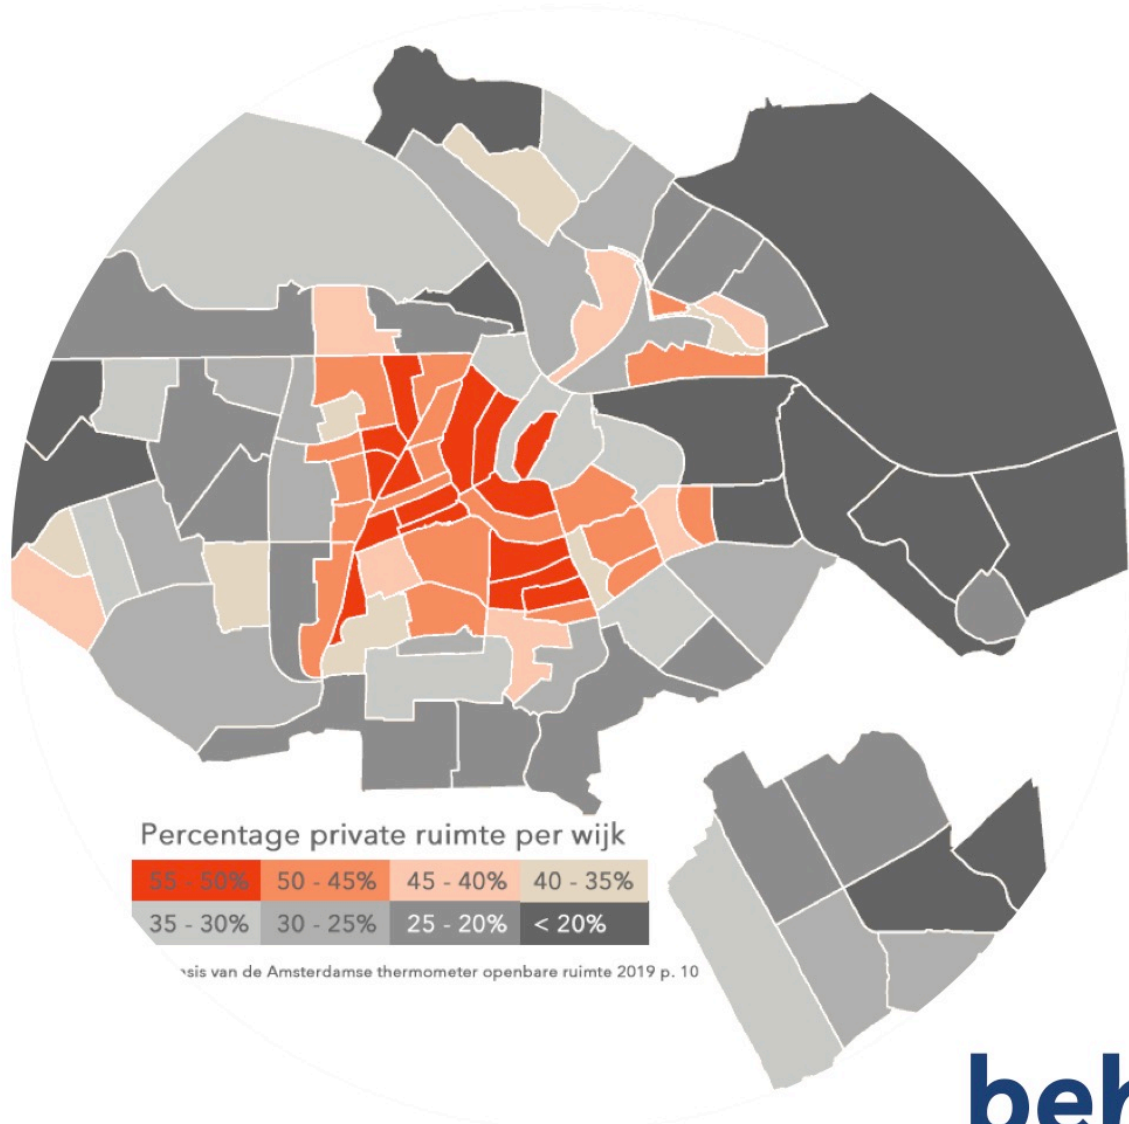 Percentage private ruimte per wijk
55 - 50% 50 - 45% 45 - 40% 40 - 35%
35 - 30% 30 - 25% 25 - 20% < 20%
van de Amsterdamse thermometer openbare ruimte 2019 p. 10